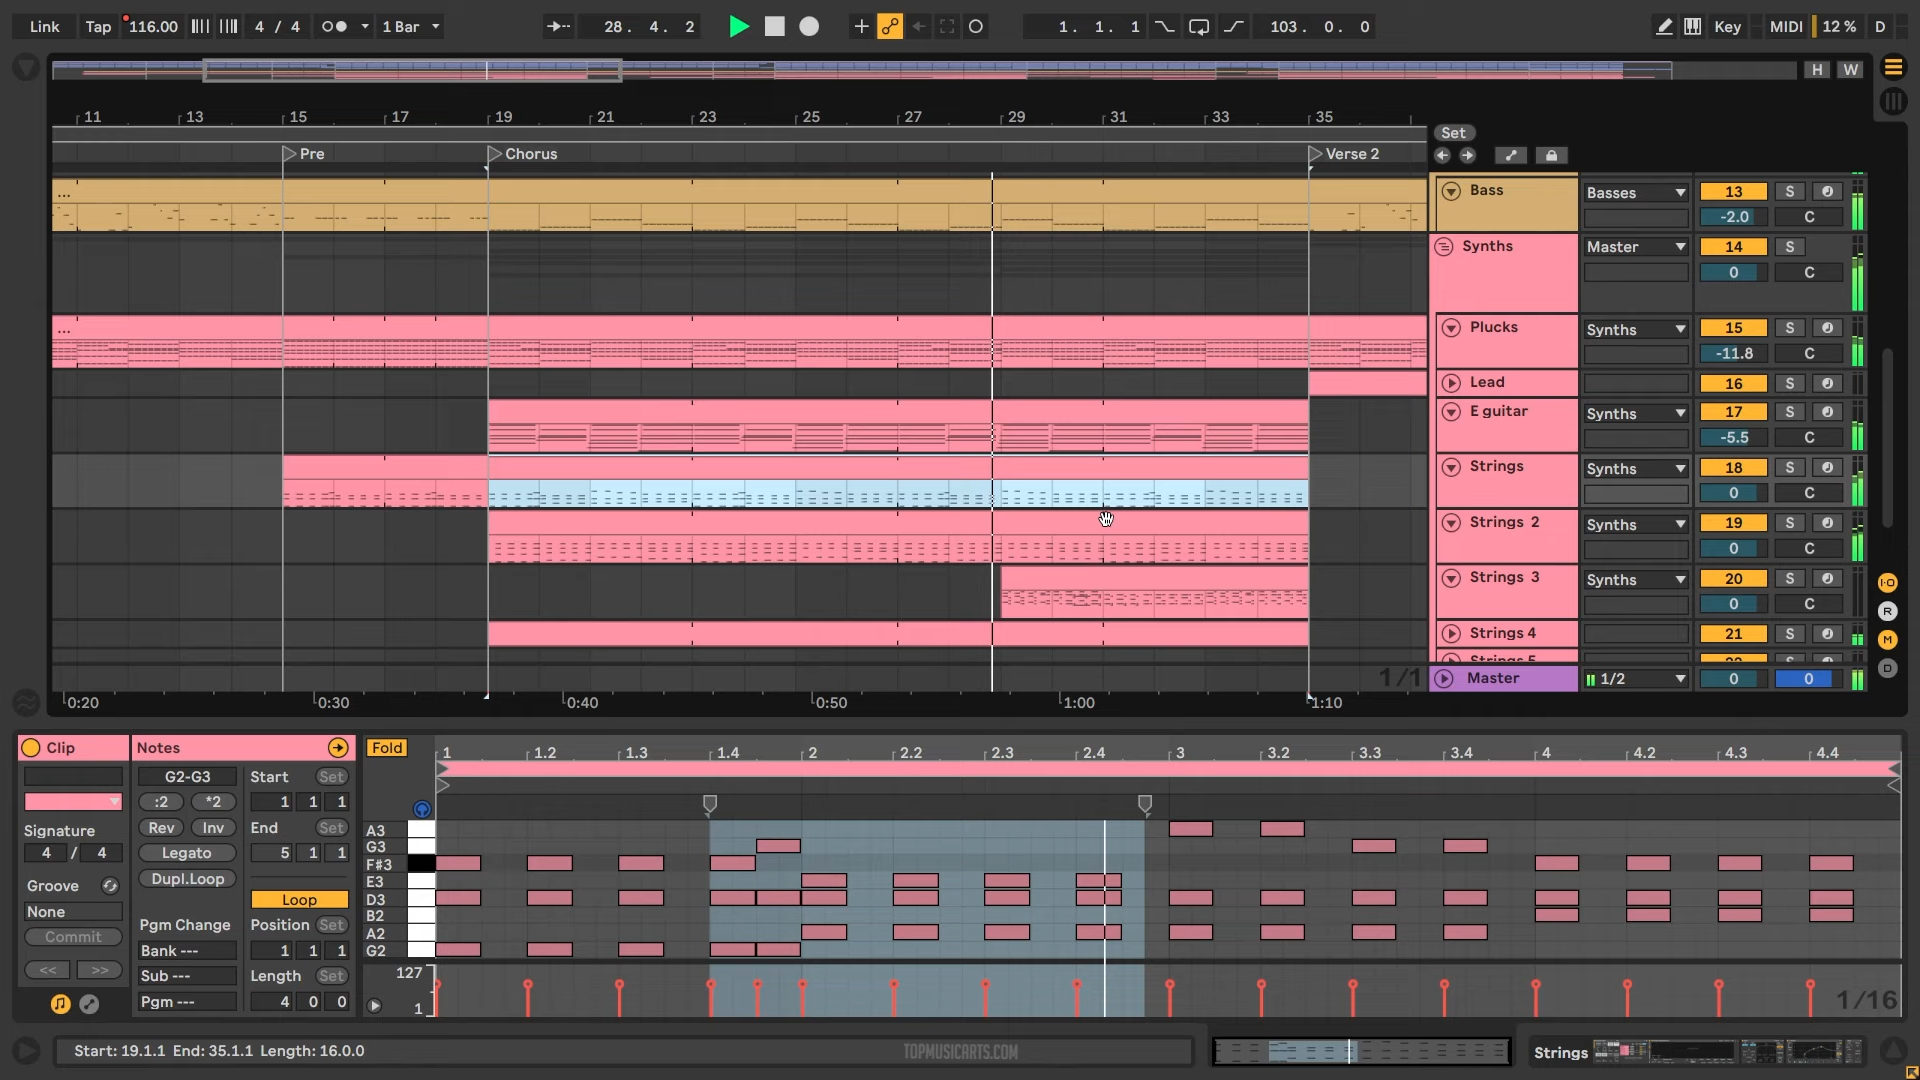 Link Tap 116.00 4 / 4 1 Bar 28. 4. 2 1. 1. 1 103. 0. 0 Key MIDI 12 % D
H W
11 13 15 17 19 21 23 25 27 29 31 33 35
Set
Pre Chorus Verse 2
... Bass Basses 13 S
-2.0 C
Synths Master 14 S
0 C
... Plucks Synths 15 S
-11.8 C
Lead 16 S
E guitar Synths 17 S
-5.5 C
Strings Synths 18 S
0 C
Strings 2 Synths 19 S
0 C
Strings 3 Synths 20 S
0 C
Strings 4 21 S
Strings 5 22 S
1/1 Master 1/2 0 0
I·O
R
M
D
0:20 0:30 0:40 0:50 1:00 1:10
Clip Notes Fold 1 1.2 1.3 1.4 2 2.2 2.3 2.4 3 3.2 3.3 3.4 4 4.2 4.3 4.4
G2-G3 Start Set
:2 *2 1 1 1
Signature Rev Inv End Set
4 / 4 Legato 5 1 1
Groove Dupl.Loop
None Loop
Commit Pgm Change Position Set
Bank --- 1 1 1
<< >> Sub --- Length Set
Pgm --- 4 0 0
A3
G3
F#3
E3
D3
B2
A2
G2
127
1 1/16
Start: 19.1.1 End: 35.1.1 Length: 16.0.0 TOPMUSICARTS.COM Strings